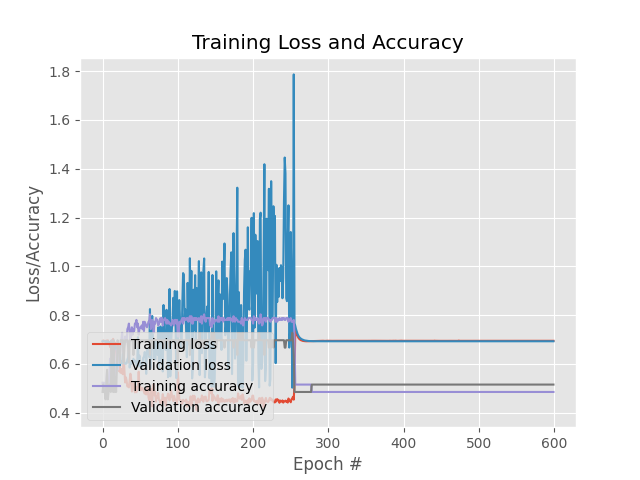 Training Loss and Accuracy
1.8
1.6
1.4
1.2
1.0
0.8
0.6
0.4
Loss/Accuracy
Training loss
Validation loss
Training accuracy
Validation accuracy
0 100 200 300 400 500 600
Epoch #